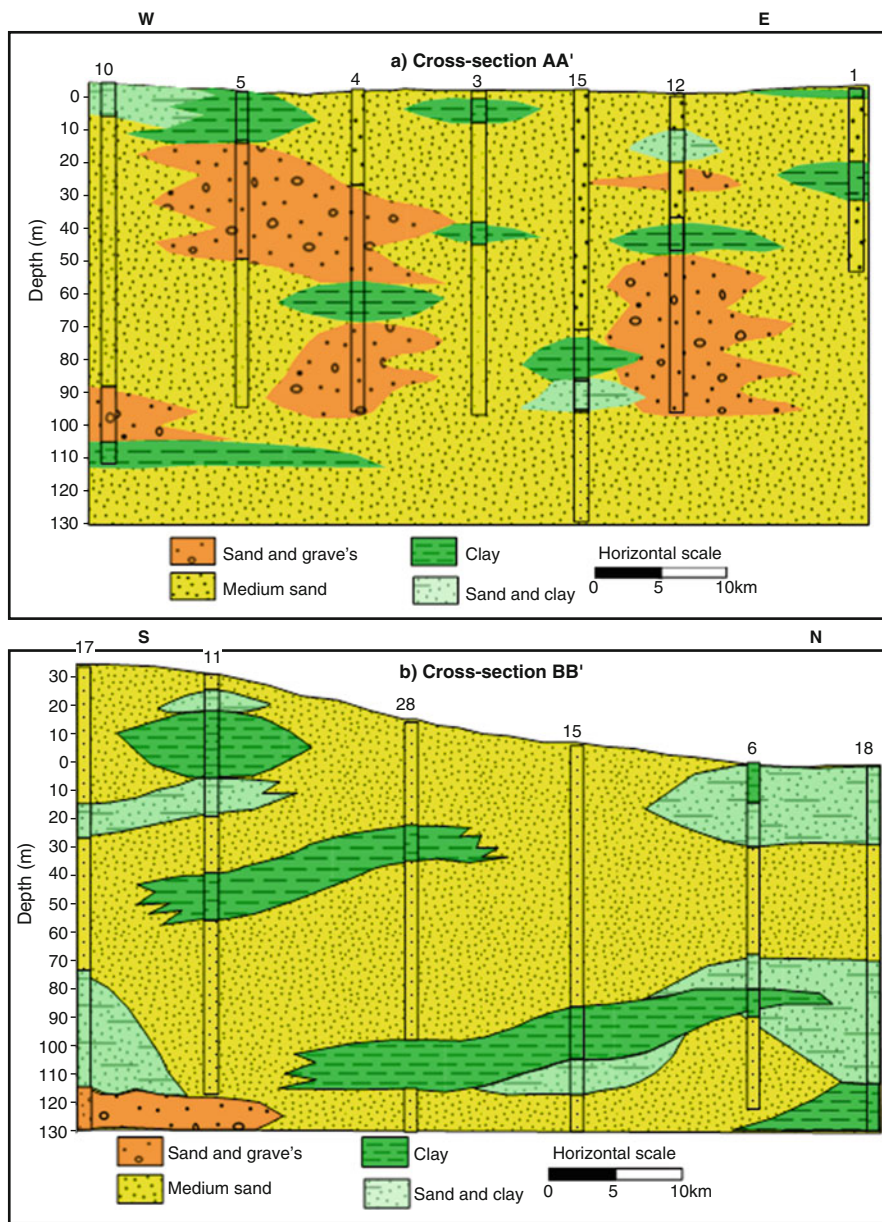 W E
a) Cross-section AA'
10 5 4 3 15 12 1
0
10
20
30
40
50
60
70
80
90
100
110
120
130
Depth (m)
Sand and grave's
Clay
Horizontal scale
Medium sand
Sand and clay
0 5 10km
S N
17 11
b) Cross-section BB'
28 15 6 18
30
20
10
0
10
20
30
40
50
60
70
80
90
100
110
120
130
Depth (m)
Sand and grave's
Clay
Horizontal scale
Medium sand
Sand and clay
0 5 10km